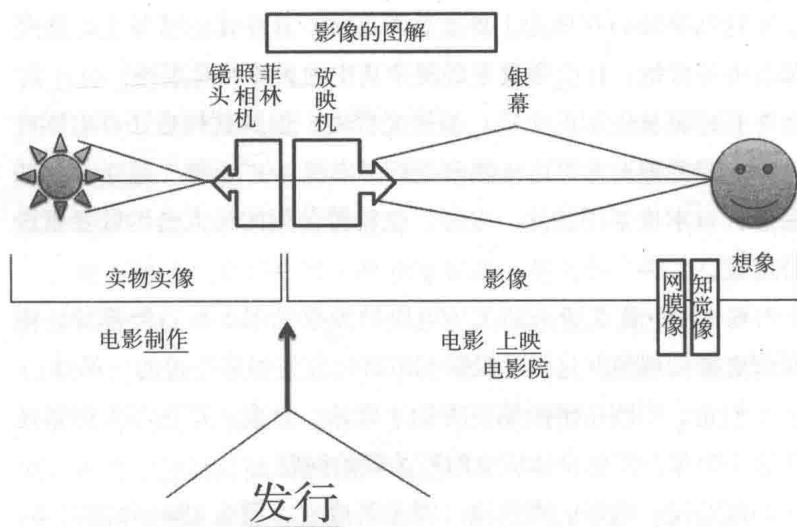 影像的图解
镜头
照相机
菲林
放映机
银幕
实物实像
影像
网膜像
知觉像
想象
电影制作
电影 上映
电影院
发行